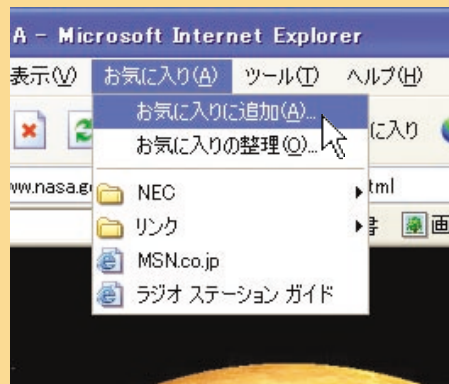 A - Microsoft Internet Explorer
表示(V) お気に入り(A) ツール(T) ヘルプ(H)
お気に入りに追加(A)...
お気に入りの整理(O)... に入り
ww.nasa.g tml
NEC
リンク 画
MSN.co.jp
ラジオ ステーション ガイド